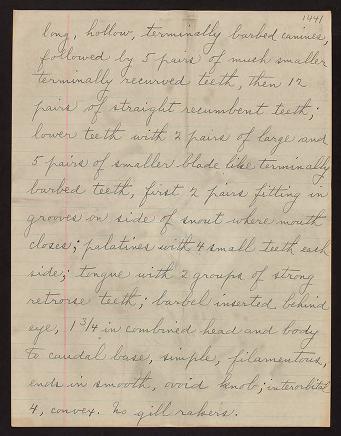 1441
long, hollow, terminally barbed canines,
followed by 5 pairs of much smaller
terminally recurved teeth, then 12
pairs of straight recumbent teeth;
lower teeth with 2 pairs of large and
5 pairs of smaller blade like terminally
barbed teeth, first 2 pairs fitting in
grooves on side of snout where mouth
closes; palatines with 4 small teeth each
side; tongue with 2 groups of strong
retrorse teeth; barbel inserted behind
eye, 1 3/4 in combined head and body
to caudal base, simple, filamentous,
ends in smooth, ovoid knob; interorbital
4, convex. No gill rakers.